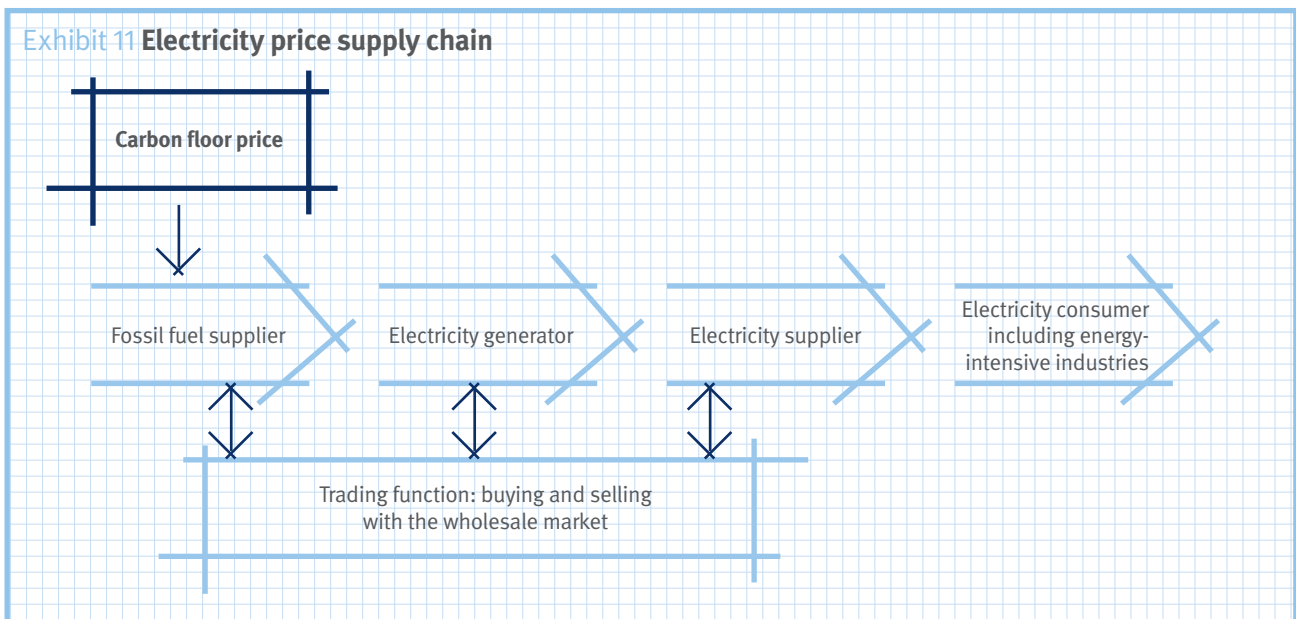 Exhibit 11 Electricity price supply chain
Carbon floor price
Fossil fuel supplier
Electricity generator
Electricity supplier
Electricity consumer
including energy-
intensive industries
Trading function: buying and selling
with the wholesale market